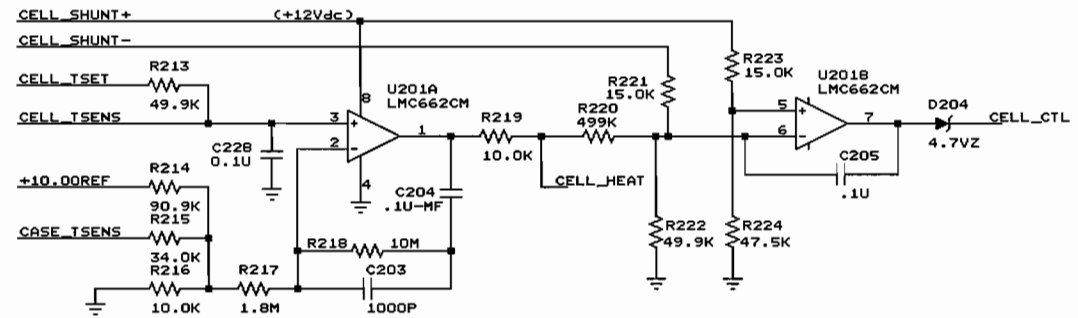 CELL_SHUNT+
(+12Vdc)
CELL_SHUNT-
R213
CELL_TSET
49.9K
CELL_TSENS
C228
0.1U
U201A
LMC662CM
8
3
+
2
-
1
4
R219
10.0K
R220
499K
R221
15.0K
R223
15.0K
U201B
LMC662CM
5
+
6
-
7
D204
CELL_CTL
4.7VZ
C205
.1U
R214
+10.00REF
90.9K
R215
CASE_TSENS
34.0K
R216
10.0K
R217
1.8M
R218
10M
C203
1000P
C204
.1U-MF
CELL_HEAT
R222
49.9K
R224
47.5K